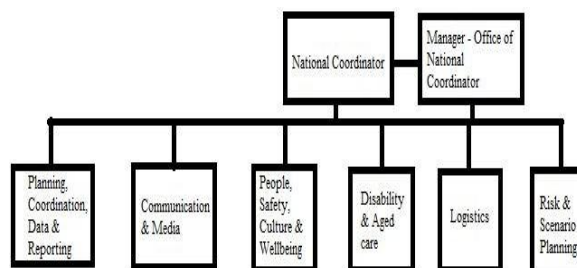 National Coordinator
Manager - Office of
National
Coordinator
Planning,
Coordination,
Data &
Reporting
Communication
& Media
People,
Safety,
Culture &
Wellbeing
Disability
& Aged
care
Logistics
Risk &
Scenario
Planning